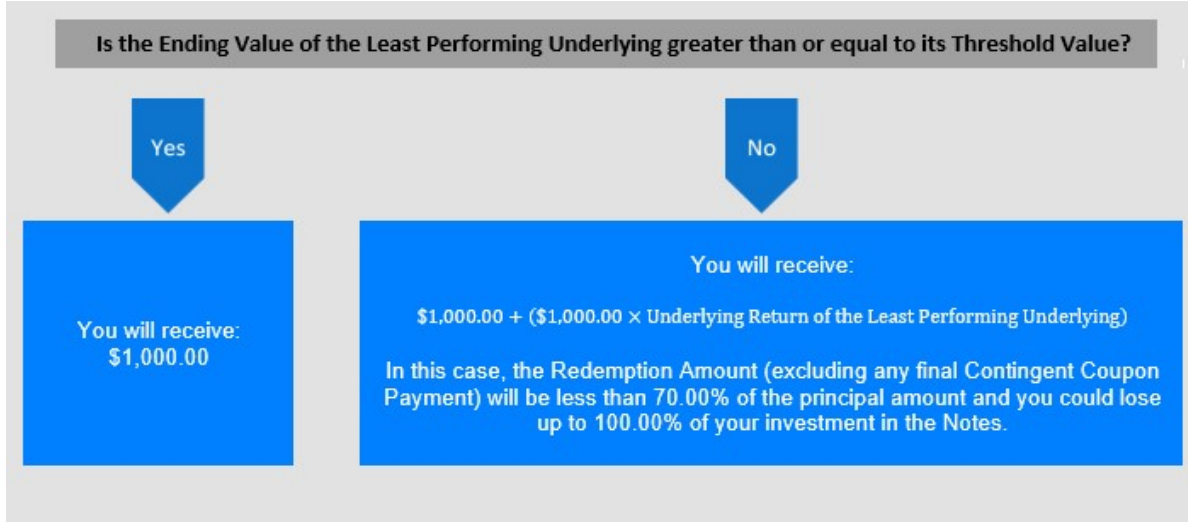 Is the Ending Value of the Least Performing Underlying greater than or equal to its Threshold Value?
Yes
No
You will receive:
$1,000.00
You will receive:
$1,000.00 + ($1,000.00 × Underlying Return of the Least Performing Underlying)
In this case, the Redemption Amount (excluding any final Contingent Coupon
Payment) will be less than 70.00% of the principal amount and you could lose
up to 100.00% of your investment in the Notes.